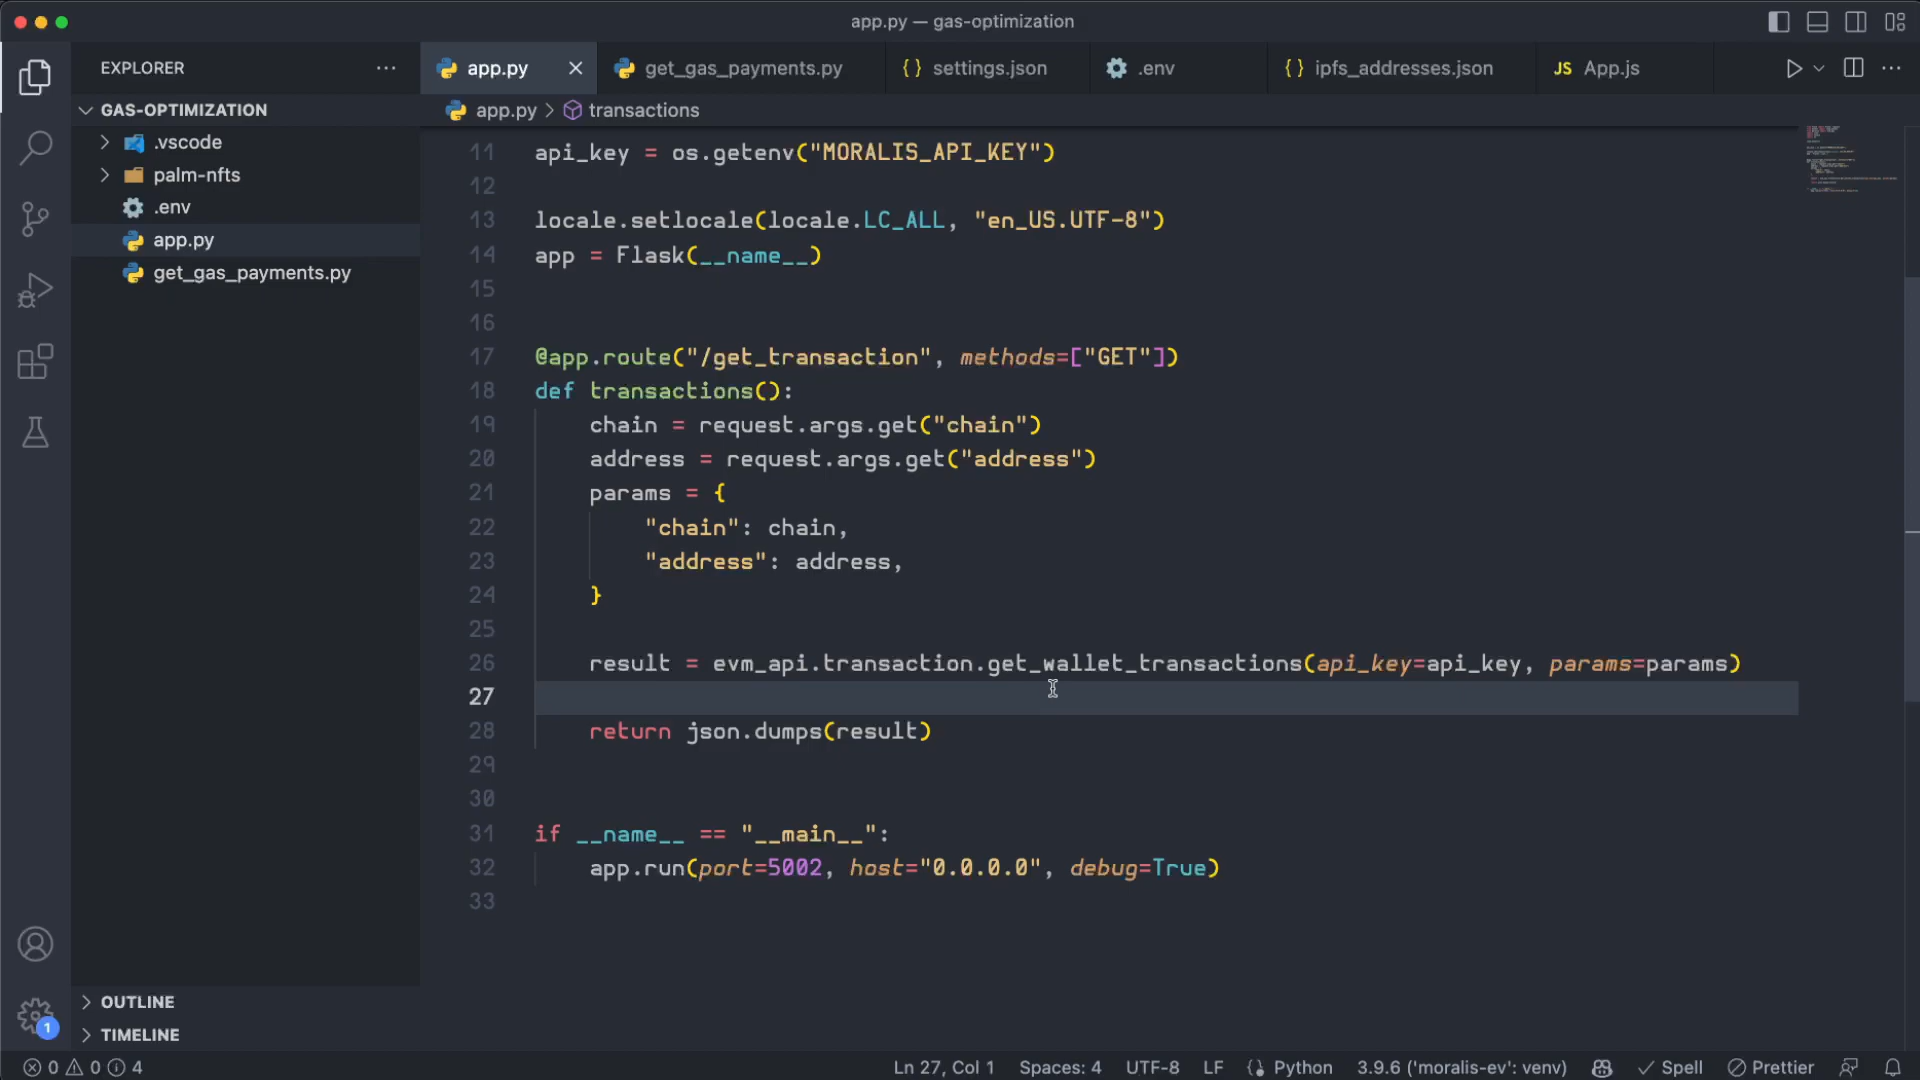 app.py — gas-optimization
EXPLORER
GAS-OPTIMIZATION
.vscode
palm-nfts
.env
app.py
get_gas_payments.py
OUTLINE
TIMELINE
app.py
get_gas_payments.py
{} settings.json
.env
{} ipfs_addresses.json
JS App.js
app.py > transactions
11 api_key = os.getenv("MORALIS_API_KEY")
12
13 locale.setlocale(locale.LC_ALL, "en_US.UTF-8")
14 app = Flask(__name__)
15
16
17 @app.route("/get_transaction", methods=["GET"])
18 def transactions():
19     chain = request.args.get("chain")
20     address = request.args.get("address")
21     params = {
22         "chain": chain,
23         "address": address,
24     }
25
26     result = evm_api.transaction.get_wallet_transactions(api_key=api_key, params=params)
27
28     return json.dumps(result)
29
30
31 if __name__ == "__main__":
32     app.run(port=5002, host="0.0.0.0", debug=True)
33
1
0 0 4
Ln 27, Col 1
Spaces: 4
UTF-8
LF
Python
3.9.6 ('moralis-ev': venv)
Spell
Prettier